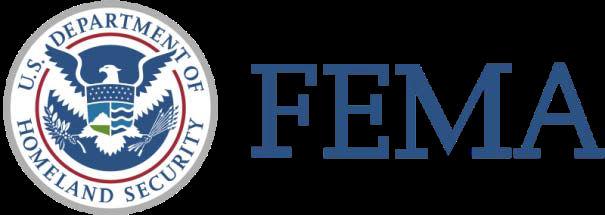 U.S. DEPARTMENT OF
HOMELAND SECURITY
FEMA